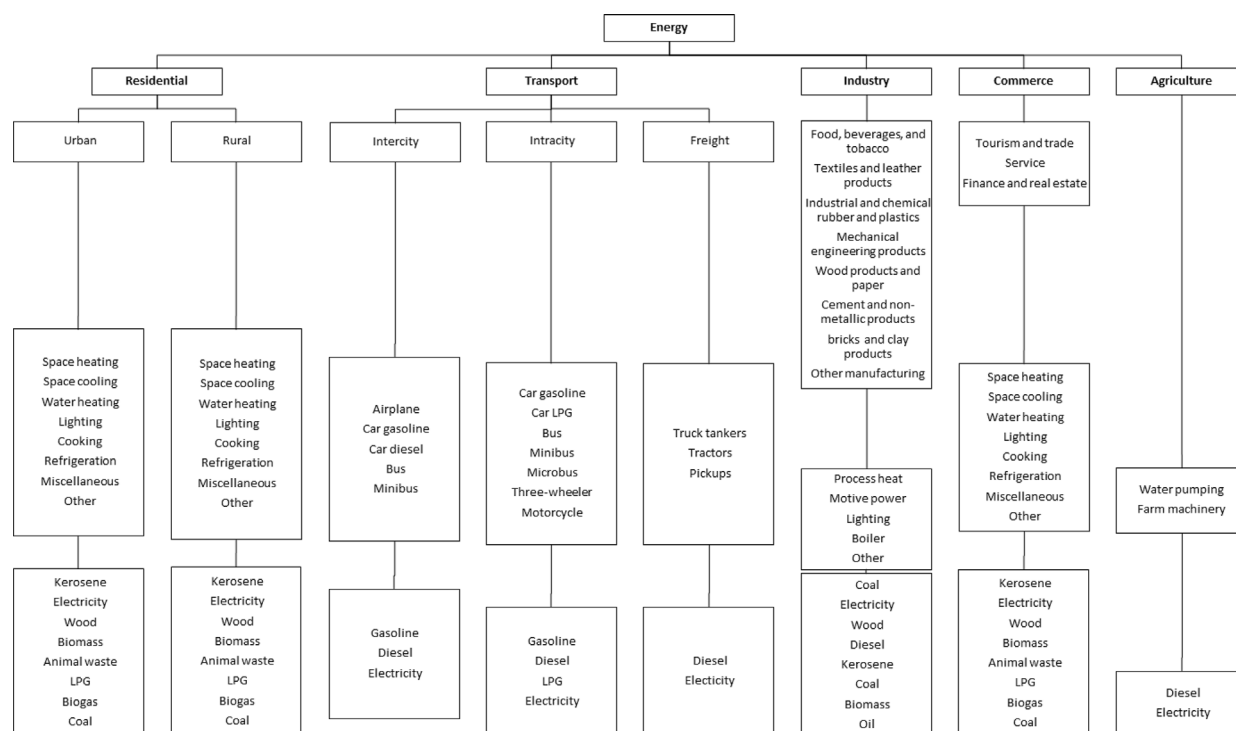 Energy
Residential
Transport
Industry
Commerce
Agriculture
Urban
Rural
Intercity
Intracity
Freight
Food, beverages, and
tobacco
Textiles and leather
products
Industrial and chemical
rubber and plastics
Mechanical
engineering products
Wood products and
paper
Cement and non-
metallic products
bricks and clay
products
Other manufacturing
Tourism and trade
Service
Finance and real estate
Space heating
Space cooling
Water heating
Lighting
Cooking
Refrigeration
Miscellaneous
Other
Space heating
Space cooling
Water heating
Lighting
Cooking
Refrigeration
Miscellaneous
Other
Airplane
Car gasoline
Car diesel
Bus
Minibus
Car gasoline
Car LPG
Bus
Minibus
Microbus
Three-wheeler
Motorcycle
Truck tankers
Tractors
Pickups
Process heat
Motive power
Lighting
Boiler
Other
Space heating
Space cooling
Water heating
Lighting
Cooking
Refrigeration
Miscellaneous
Other
Water pumping
Farm machinery
Kerosene
Electricity
Wood
Biomass
Animal waste
LPG
Biogas
Coal
Kerosene
Electricity
Wood
Biomass
Animal waste
LPG
Biogas
Coal
Gasoline
Diesel
Electricity
Gasoline
Diesel
LPG
Electricity
Diesel
Electicity
Coal
Electricity
Wood
Diesel
Kerosene
Coal
Biomass
Oil
Kerosene
Electricity
Wood
Biomass
Animal waste
LPG
Biogas
Coal
Diesel
Electricity